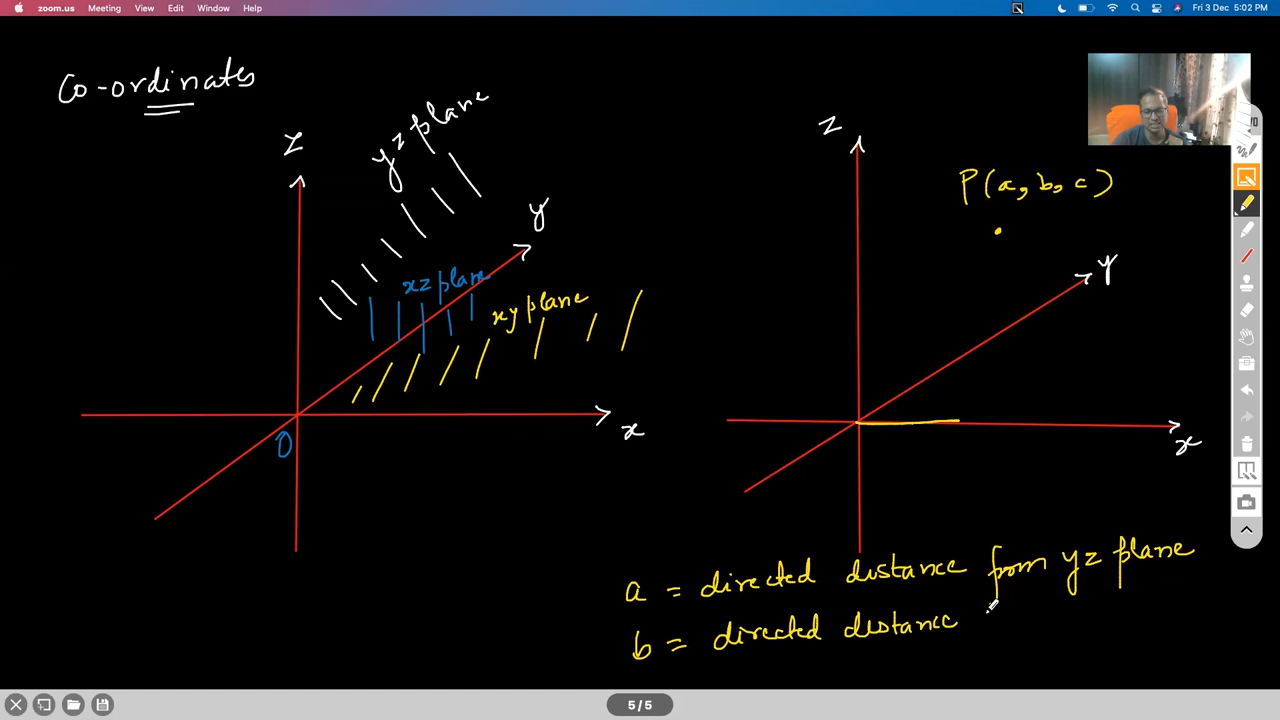 zoom.us Meeting View Edit Window Help
Fri 3 Dec 5:02 PM
Co-ordinates
yz plane
z
y
xz plane
xy plane
x
O
z
P(a, b, c)
y
x
a = directed distance from yz plane
b = directed distance
5/5